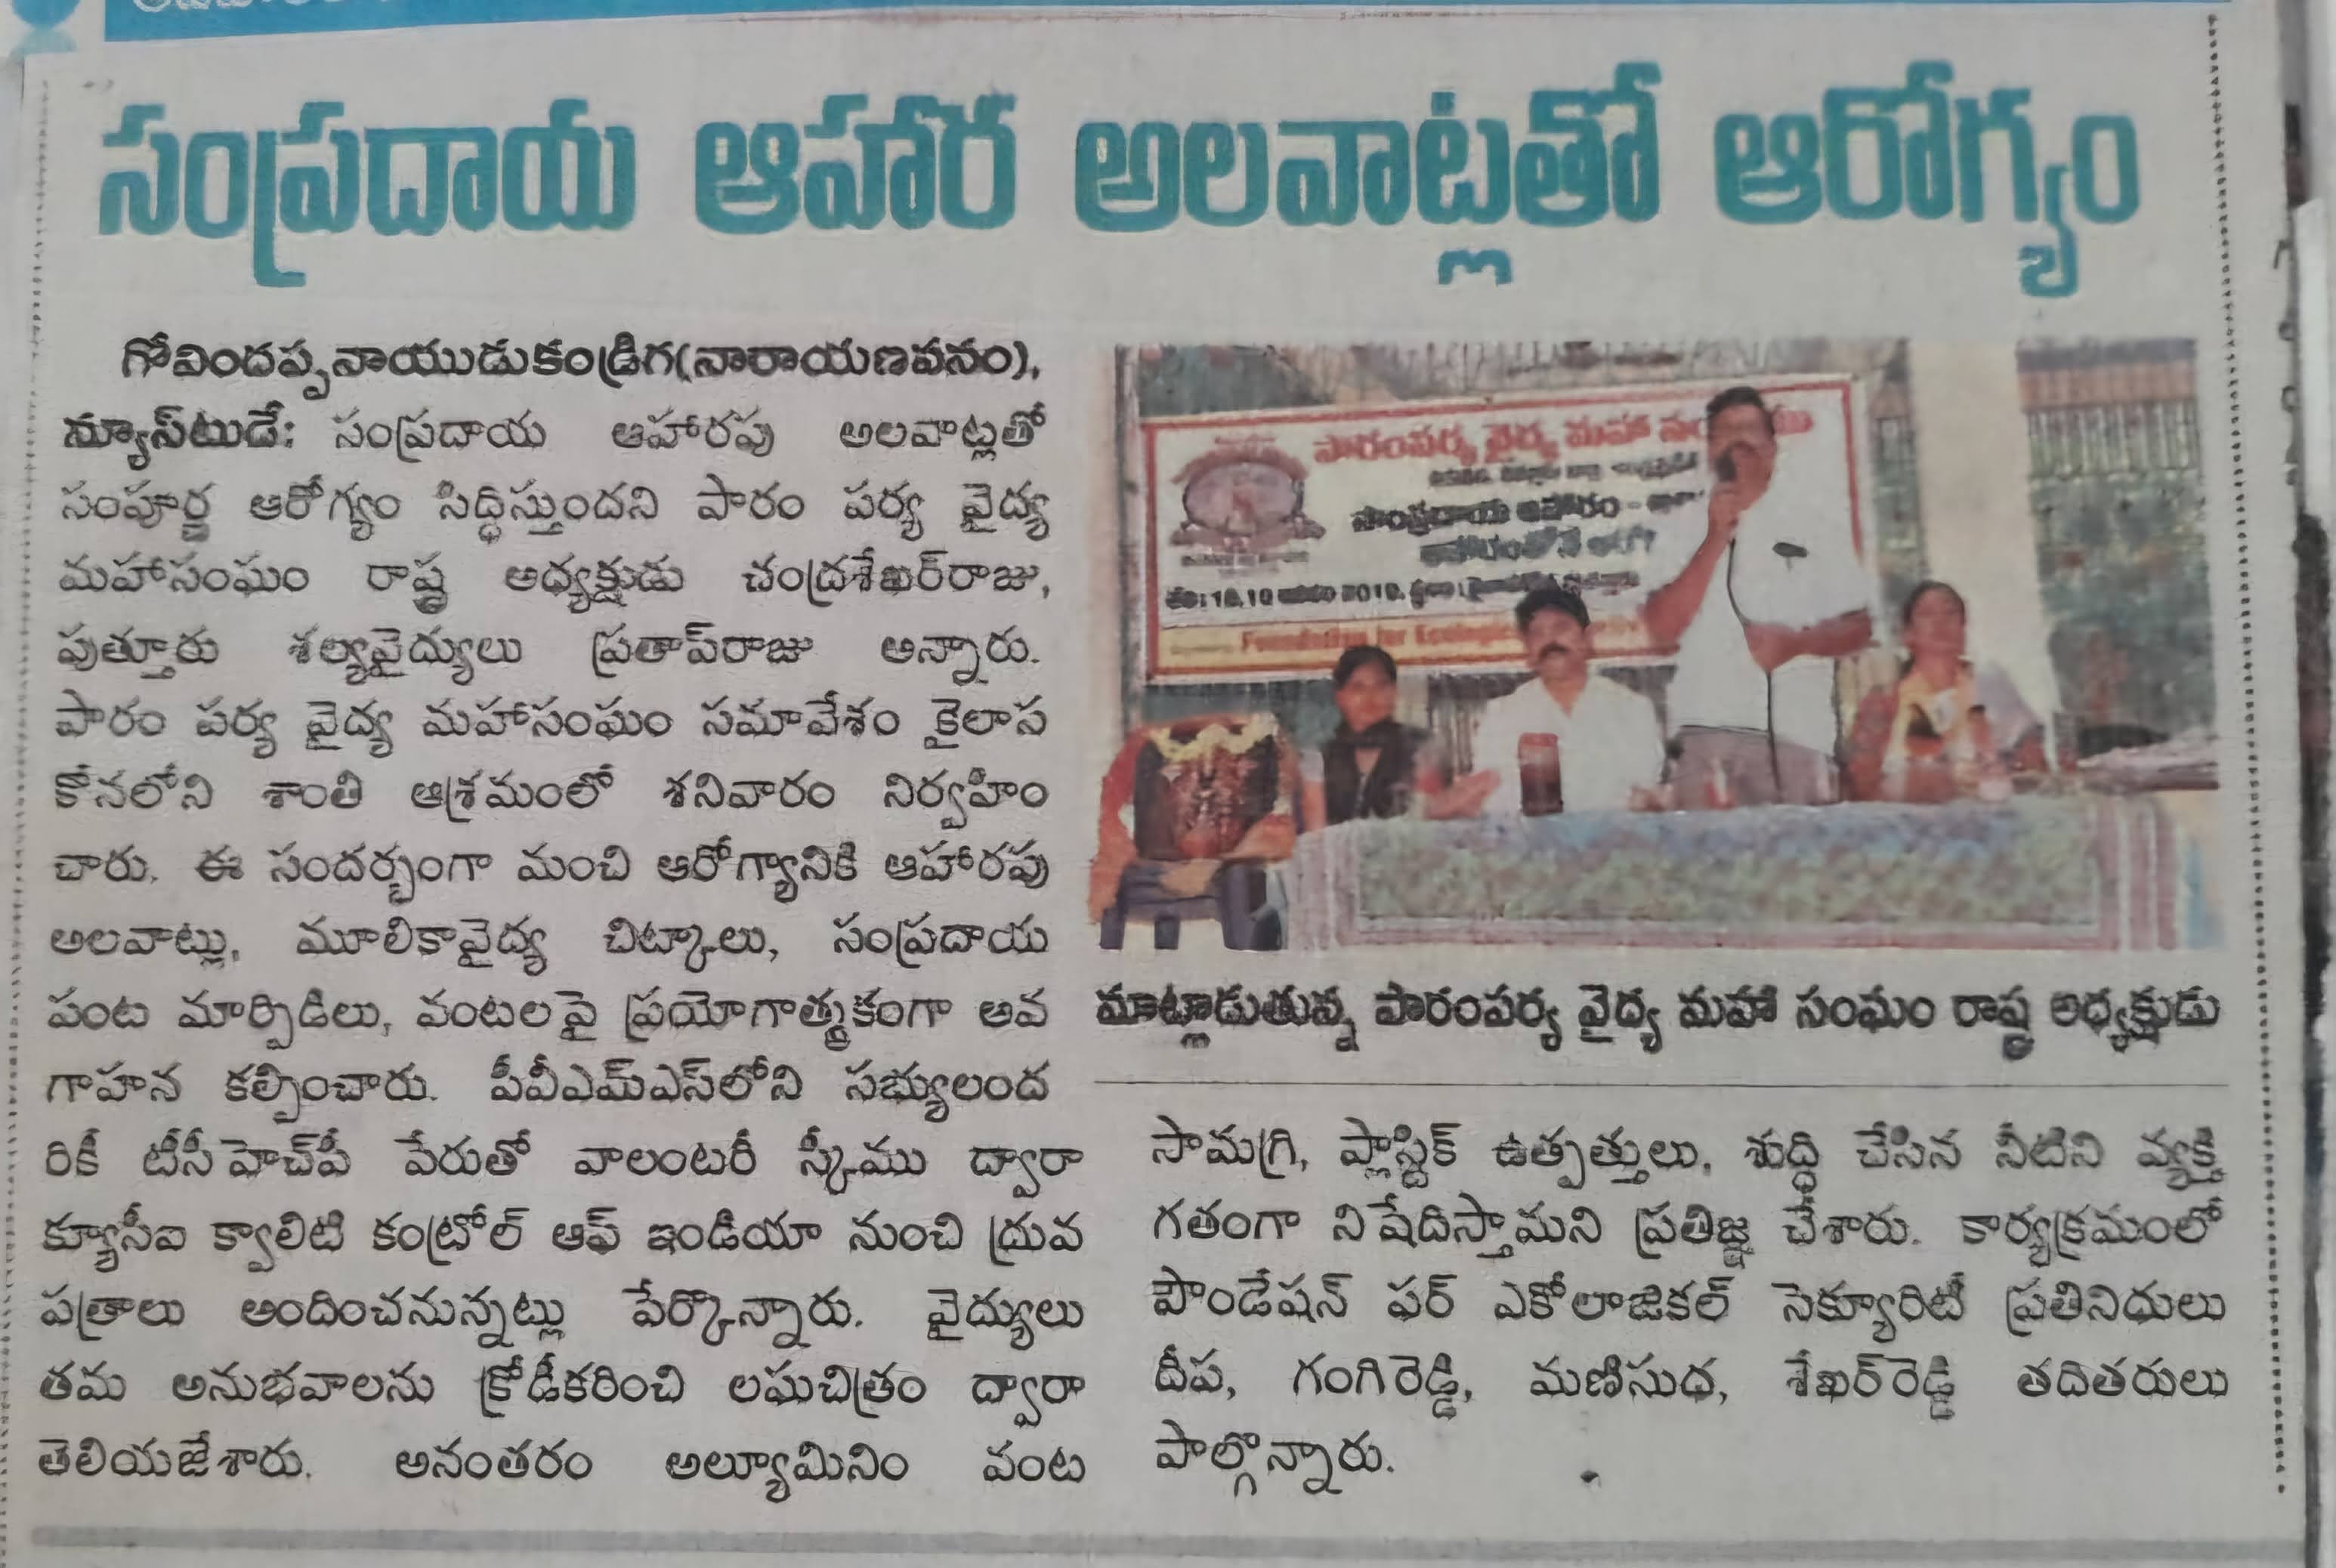 సంప్రదాయ ఆహార అలవాట్లతో ఆరోగ్యం
గోవిందప్పనాయుడుకండ్రిగ(నారాయణవనం),
న్యూస్‌టుడే: సంప్రదాయ ఆహారపు అలవాట్లతో
సంపూర్ణ ఆరోగ్యం సిద్ధిస్తుందని పారం పర్య వైద్య
మహాసంఘం రాష్ట్ర అధ్యక్షుడు చంద్రశేఖర్‌రాజు,
పుత్తూరు శల్యవైద్యులు ప్రతాప్‌రాజు అన్నారు.
పారం పర్య వైద్య మహాసంఘం సమావేశం కైలాస
కోనలోని శాంతి ఆశ్రమంలో శనివారం నిర్వహిం
చారు. ఈ సందర్భంగా మంచి ఆరోగ్యానికి ఆహారపు
అలవాట్లు, మూలికావైద్య చిట్కాలు, సంప్రదాయ
పంట మార్పిడిలు, వంటలపై ప్రయోగాత్మకంగా అవ
గాహన కల్పించారు. పీవీఎమ్‌ఎస్‌లోని సభ్యులంద
రికీ టీసీహెచ్‌పీ పేరుతో వాలంటరీ స్కీము ద్వారా
క్యూసీఐ క్వాలిటి కంట్రోల్ ఆఫ్ ఇండియా నుంచి ద్రువ
పత్రాలు అందించనున్నట్లు పేర్కొన్నారు. వైద్యులు
తమ అనుభవాలను క్రోడీకరించి లఘచిత్రం ద్వారా
తెలియజేశారు. అనంతరం అల్యూమినిం వంట
పారంపర్య వైద్య మహా
సాంప్రదాయ ఆహారం -
Foundation for
మాట్లాడుతున్న పారంపర్య వైద్య మహా సంఘం రాష్ట్ర అధ్యక్షుడు
సామగ్రి, ప్లాస్టిక్ ఉత్పత్తులు, శుద్ధి చేసిన నీటిని వ్యక్తి
గతంగా నిషేదిస్తామని ప్రతిజ్ఞ చేశారు. కార్యక్రమంలో
ఫౌండేషన్ ఫర్ ఎకోలాజికల్ సెక్యూరిటీ ప్రతినిధులు
దీప, గంగిరెడ్డి, మణిసుధ, శేఖర్‌రెడ్డి తదితరులు
పాల్గొన్నారు.